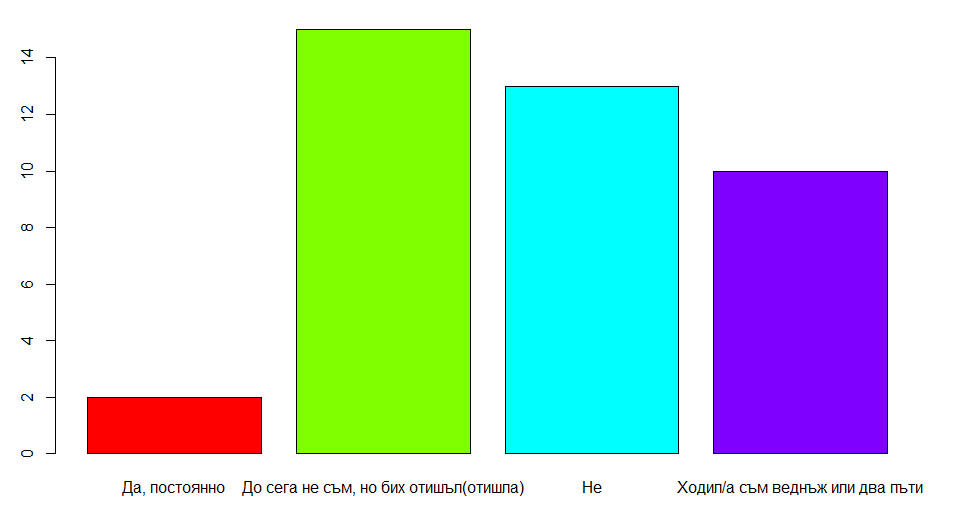 14
12
10
8
6
4
2
0
Да, постоянно
До сега не съм, но бих отишъл(отишла)
Не
Ходил/а съм веднъж или два пъти